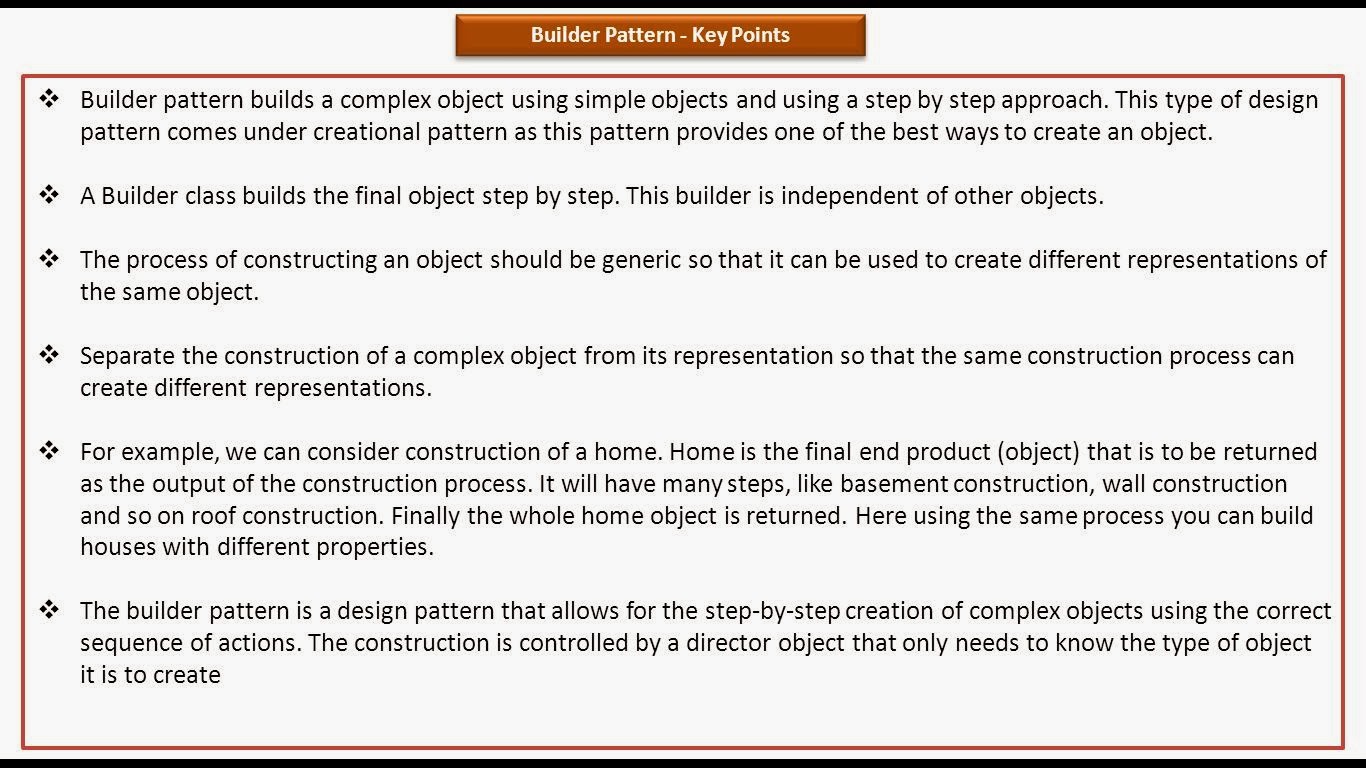 Builder Pattern - Key Points
❖ Builder pattern builds a complex object using simple objects and using a step by step approach. This type of design
pattern comes under creational pattern as this pattern provides one of the best ways to create an object.
❖ A Builder class builds the final object step by step. This builder is independent of other objects.
❖ The process of constructing an object should be generic so that it can be used to create different representations of
the same object.
❖ Separate the construction of a complex object from its representation so that the same construction process can
create different representations.
❖ For example, we can consider construction of a home. Home is the final end product (object) that is to be returned
as the output of the construction process. It will have many steps, like basement construction, wall construction
and so on roof construction. Finally the whole home object is returned. Here using the same process you can build
houses with different properties.
❖ The builder pattern is a design pattern that allows for the step-by-step creation of complex objects using the correct
sequence of actions. The construction is controlled by a director object that only needs to know the type of object
it is to create